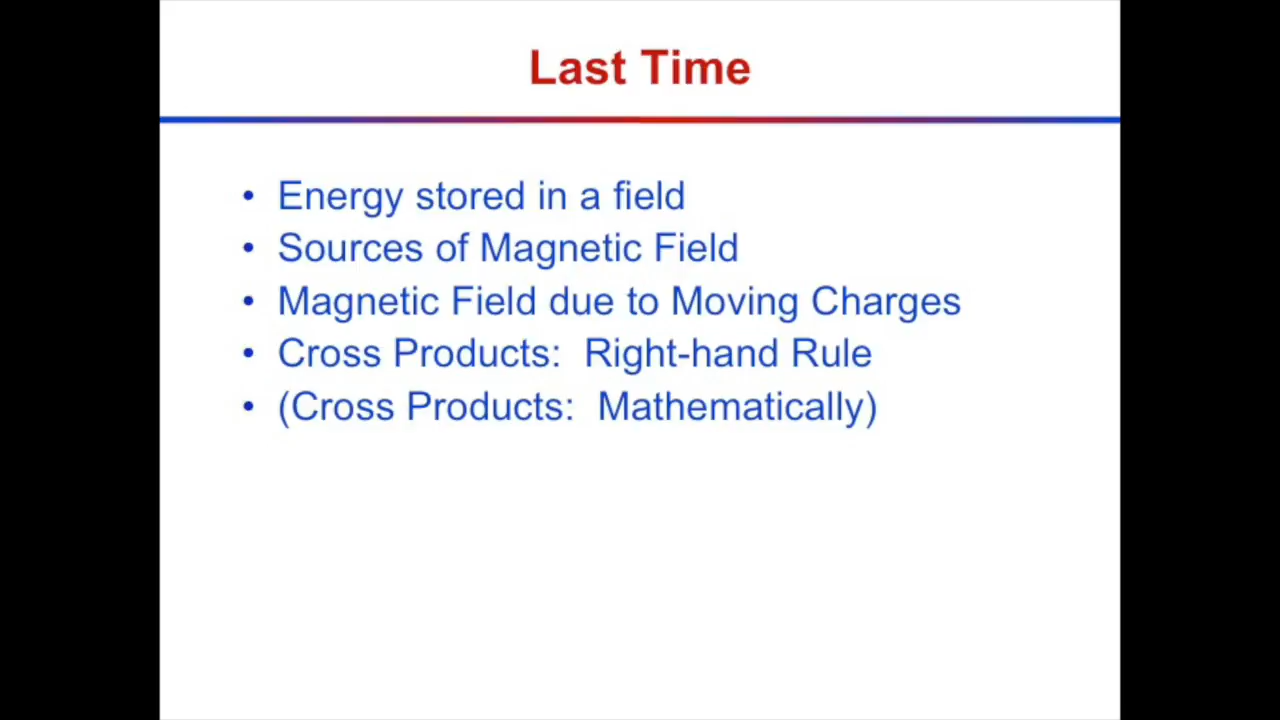 Last Time
• Energy stored in a field
• Sources of Magnetic Field
• Magnetic Field due to Moving Charges
• Cross Products:  Right-hand Rule
• (Cross Products:  Mathematically)